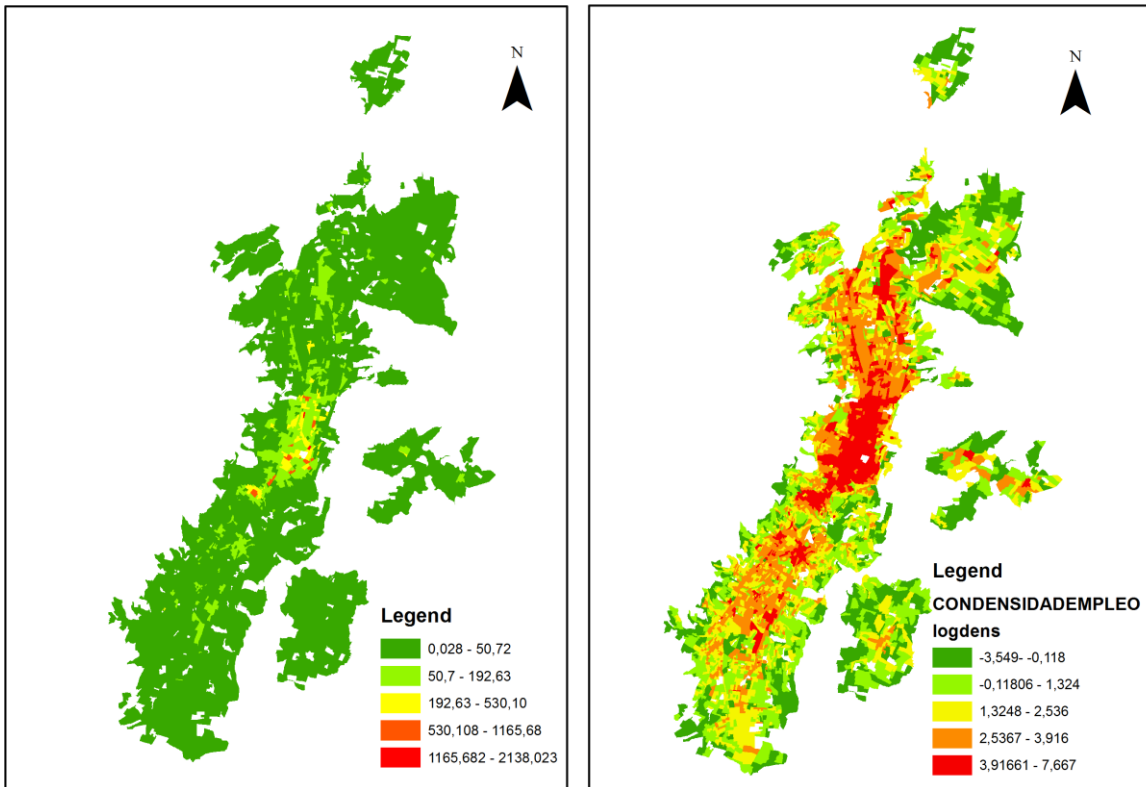 N
Legend
0,028 - 50,72
50,7 - 192,63
192,63 - 530,10
530,108 - 1165,68
1165,682 - 2138,023
N
Legend
CONDENSIDADEMPLEO
logdens
-3,549- -0,118
-0,11806 - 1,324
1,3248 - 2,536
2,5367 - 3,916
3,91661 - 7,667